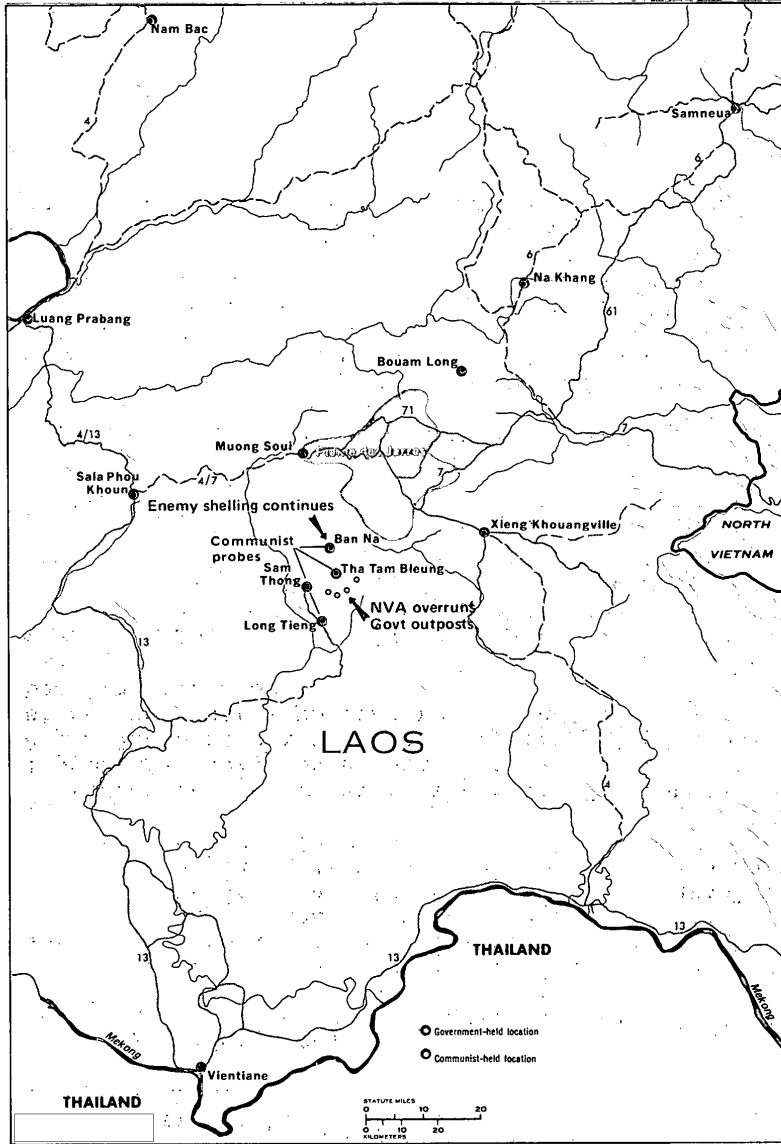 Nam Bac
4
Samneua
6
6
Na Khang
Luang Prabang
61
Bouam Long
71
4/13
7
Muong Soui
Plaine des Jarres
7
Sala Phou
Khoun
4/7
Enemy shelling continues
Xieng Khouangville
NORTH
VIETNAM
Ban Na
Communist
probes
Tha Tam Bleung
Sam
Thong
NVA overruns
Govt outposts
Long Tieng
13
LAOS
4
13
13
13
THAILAND
Mekong
Mekong
Government-held location
Communist-held location
Vientiane
THAILAND
STATUTE MILES
0 10 20
0 10 20
KILOMETERS